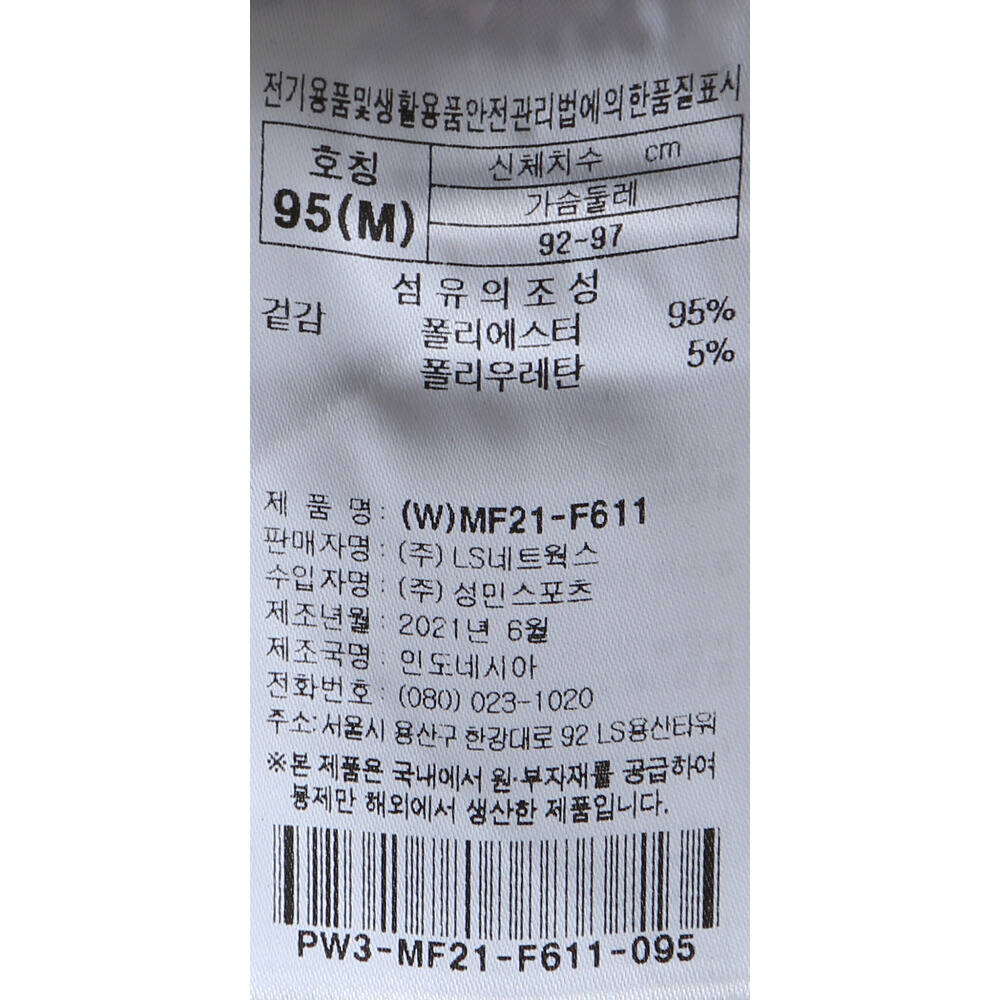 전기용품및생활용품안전관리법에의한품질표시
호칭 신체치수 cm
95(M) 가슴둘레
92-97
섬유의조성
겉감 폴리에스터 95%
폴리우레탄 5%
제 품 명: (W)MF21-F611
판매자명: (주) LS네트웍스
수입자명: (주) 성민스포츠
제조년월: 2021년 6월
제조국명: 인도네시아
전화번호: (080) 023-1020
주소: 서울시 용산구 한강대로 92 LS용산타워
※본 제품은 국내에서 원·부자재를 공급하여
봉제만 해외에서 생산한 제품입니다.
PW3-MF21-F611-095